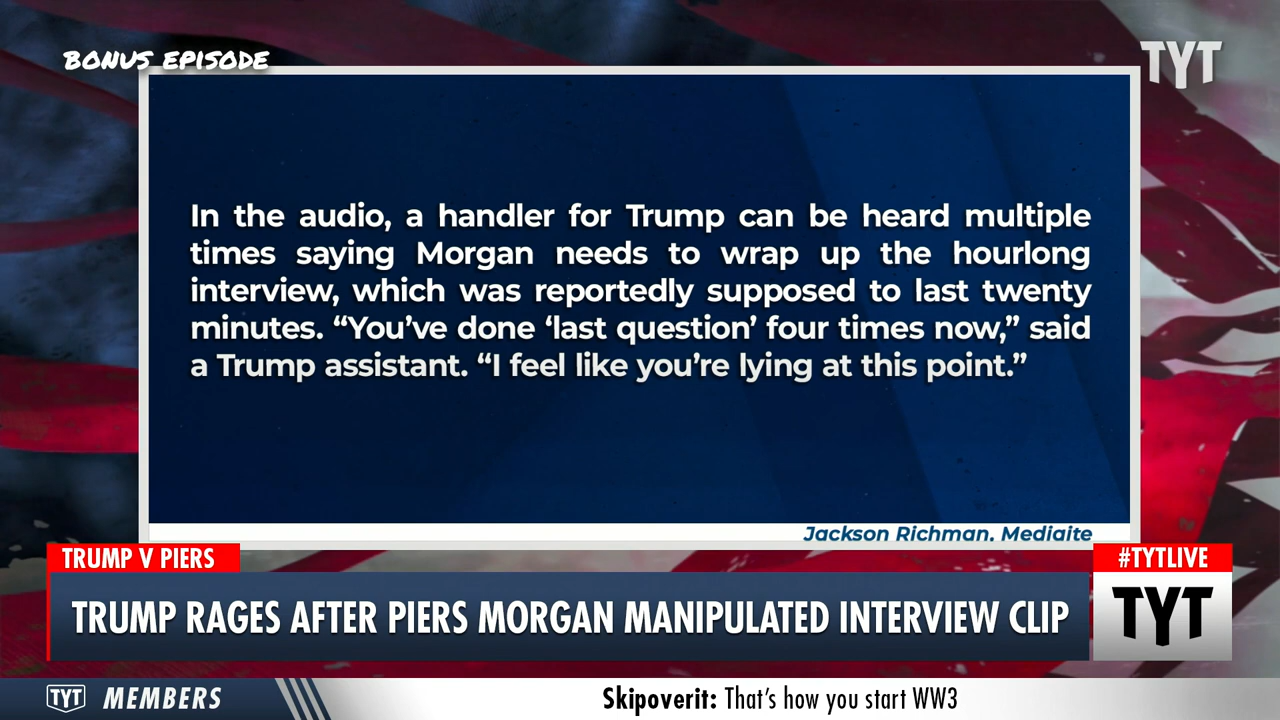 BONUS EPISODE
TYT
In the audio, a handler for Trump can be heard multiple
times saying Morgan needs to wrap up the hourlong
interview, which was reportedly supposed to last twenty
minutes. “You’ve done ‘last question’ four times now,” said
a Trump assistant. “I feel like you’re lying at this point.”
Jackson Richman, Mediaite
TRUMP V PIERS
#TYTLIVE
TRUMP RAGES AFTER PIERS MORGAN MANIPULATED INTERVIEW CLIP
TYT
TYT MEMBERS
Skipoverit: That’s how you start WW3